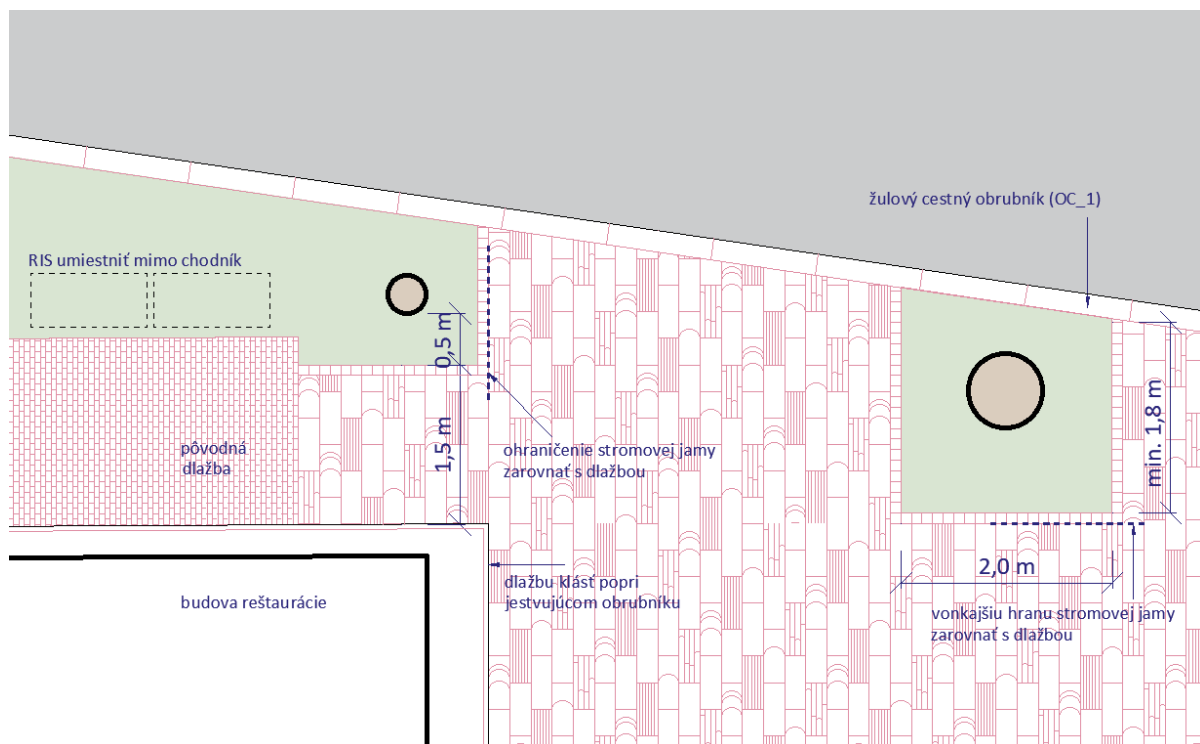 žulový cestný obrubník (OC_1)
RIS umiestniť mimo chodník
0,5 m
1,5 m
pôvodná
dlažba
ohraničenie stromovej jamy
zarovnať s dlažbou
min. 1,8 m
2,0 m
dlažbu klásť popri
jestvujúcom obrubníku
budova reštaurácie
vonkajšiu hranu stromovej jamy
zarovnať s dlažbou